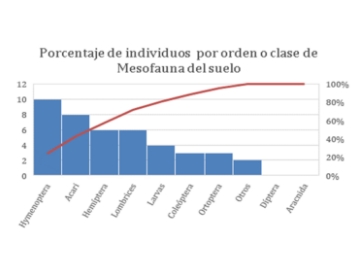 Porcentaje de individuos por orden o clase de
Mesofauna del suelo
12
10
8
6
4
2
0
100%
80%
60%
40%
20%
0%
Hymenoptera
Acari
Hemiptera
Lombrices
Larvas
Coleóptera
Ortoptera
Otros
Díptera
Aracnida